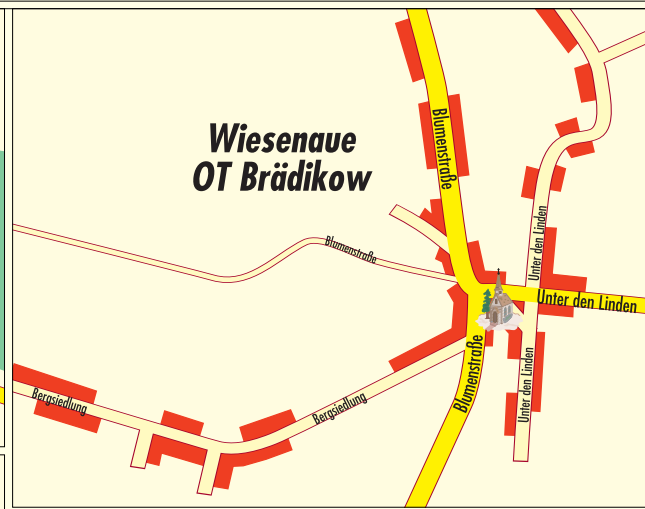 Wiesenaue
OT Brädikow
Blumenstraße
Blumenstraße
Unter den Linden
Unter den Linden
Unter den Linden
Blumenstraße
Bergsiedlung
Bergsiedlung